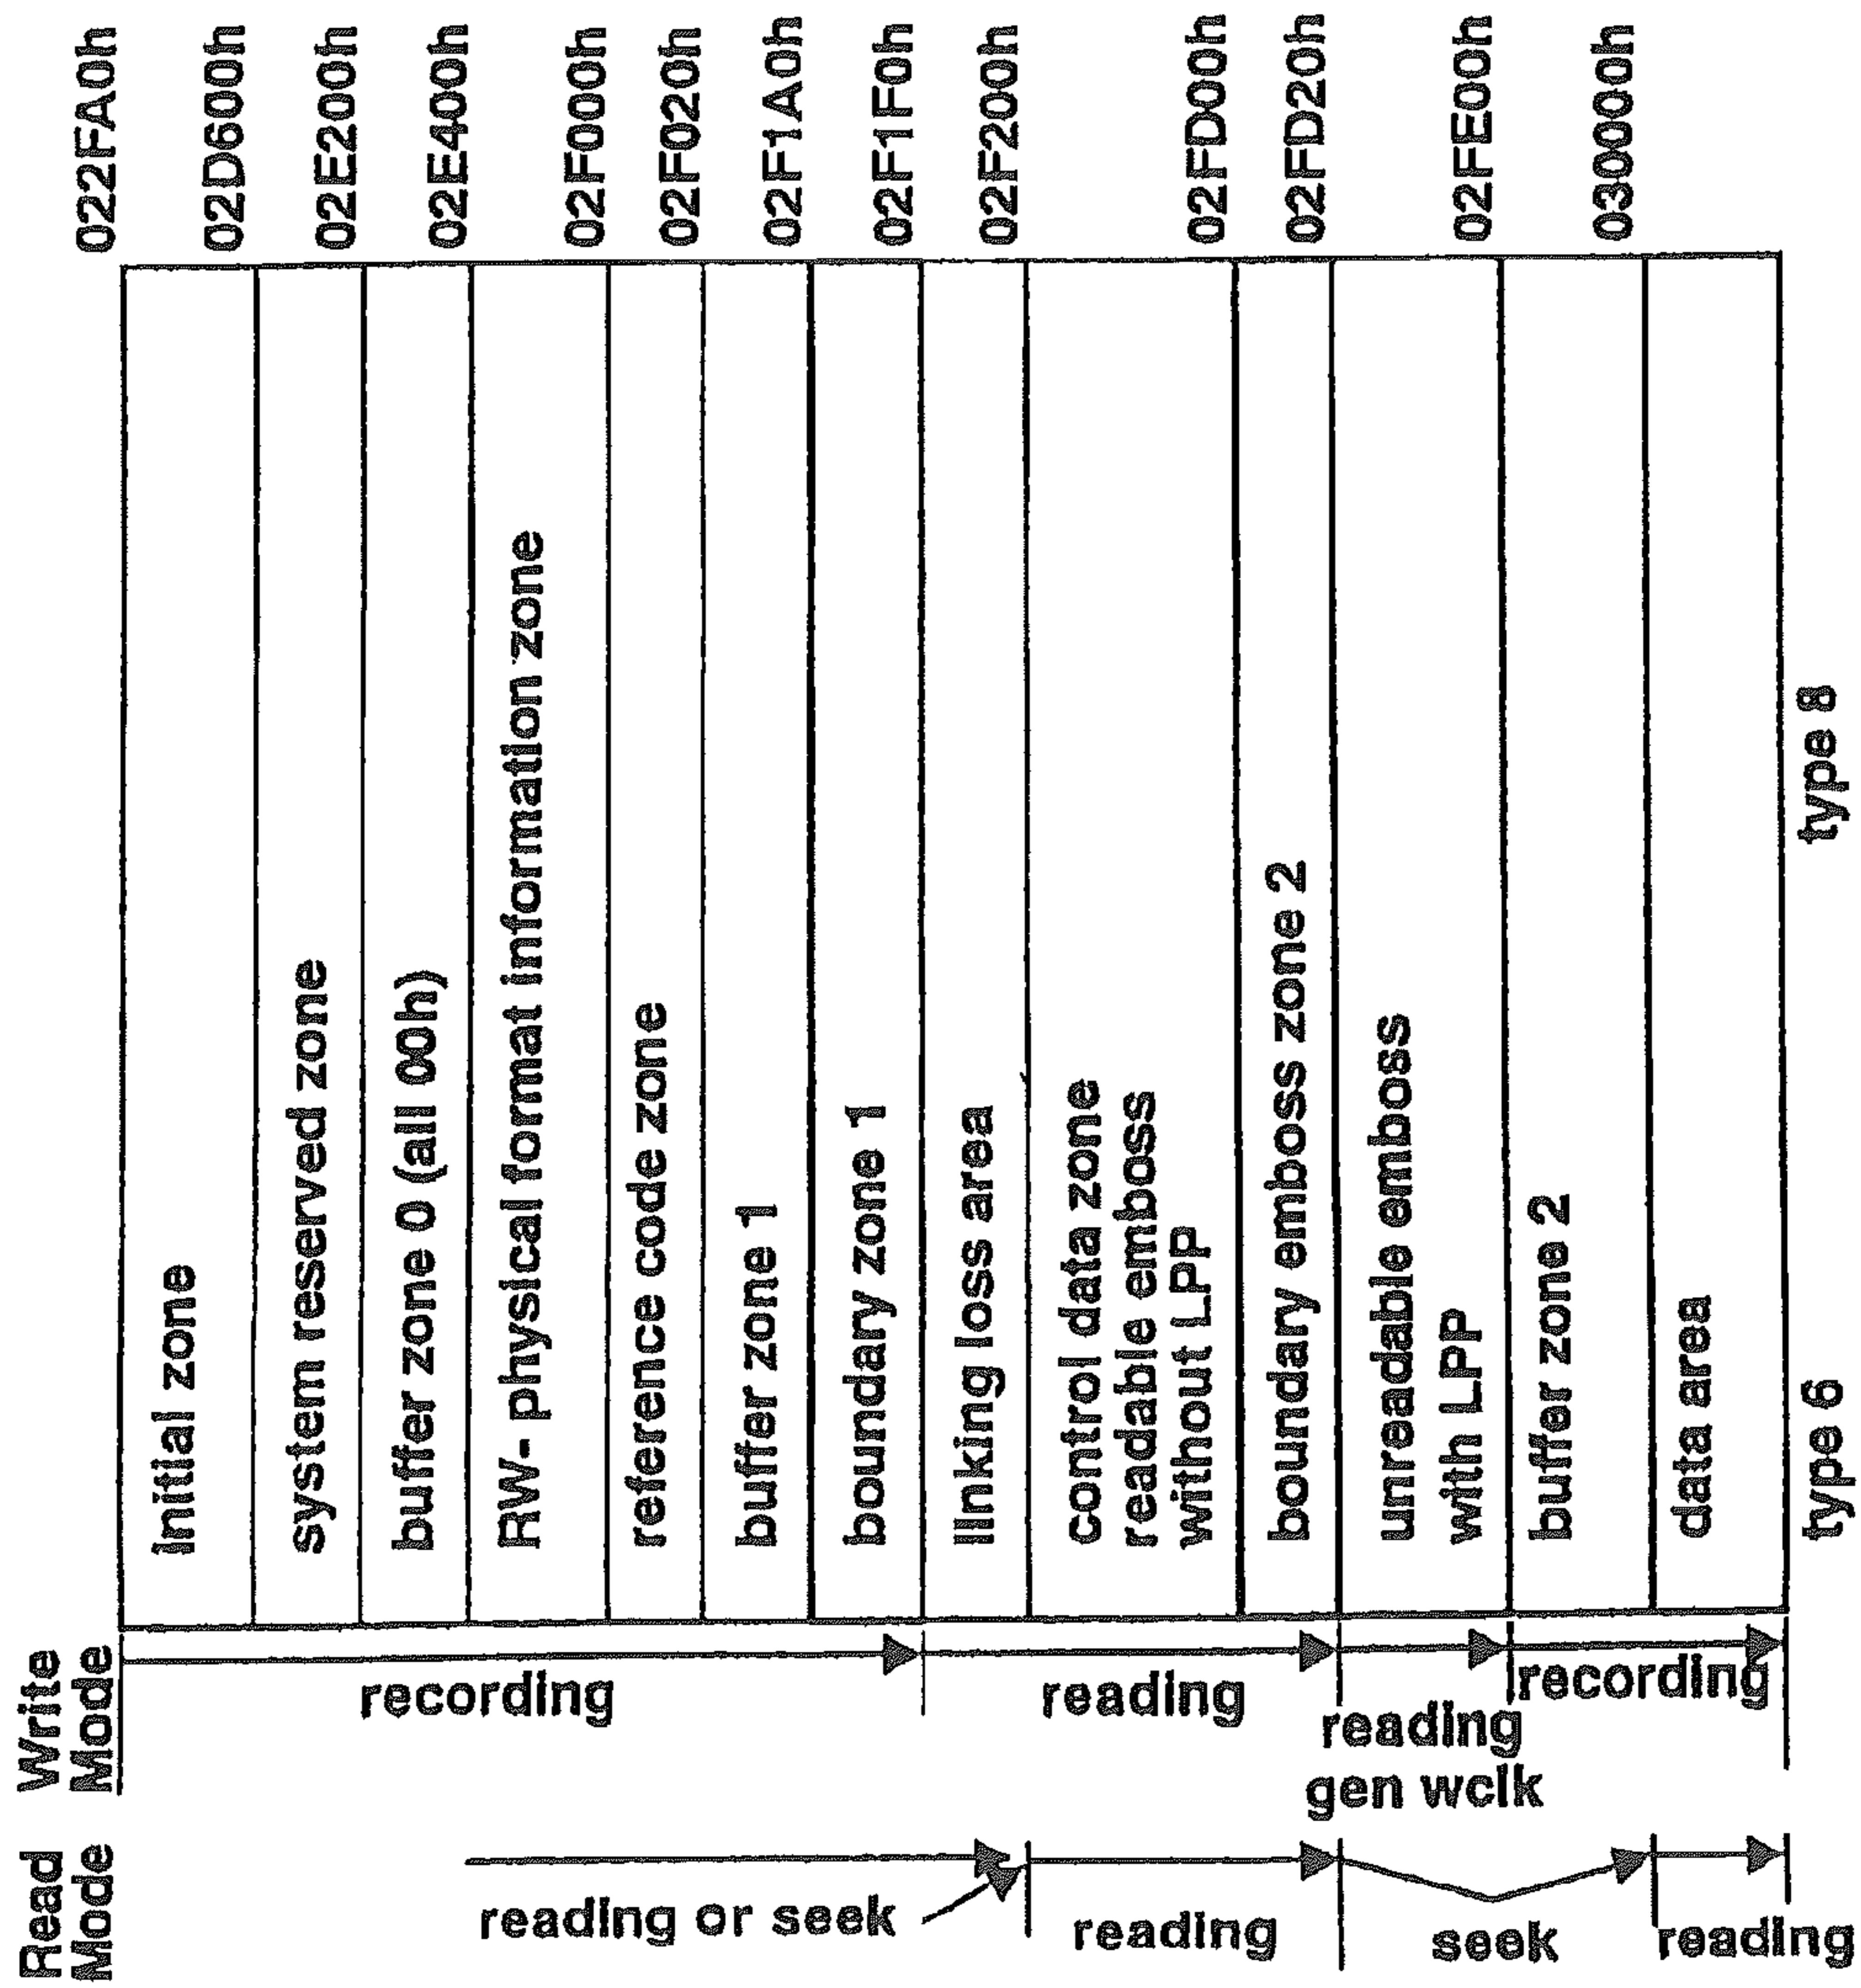 022FA0h
02D600h
02E200h
02E400h
02F000h
02F020h
02F1A0h
02F1F0h
02F200h
02FD00h
02FD20h
02FE00h
030000h
Initial zone
system reserved zone
buffer zone 0 (all 00h)
RW- physical format information zone
reference code zone
buffer zone 1
boundary zone 1
linking loss area
control data zone
readable emboss
without LPP
boundary emboss zone 2
unreadable emboss
with LPP
buffer zone 2
data area
type 6
type 8
Write
Mode
recording
reading
reading
gen wclk
recording
Read
Mode
reading or seek
reading
seek
reading